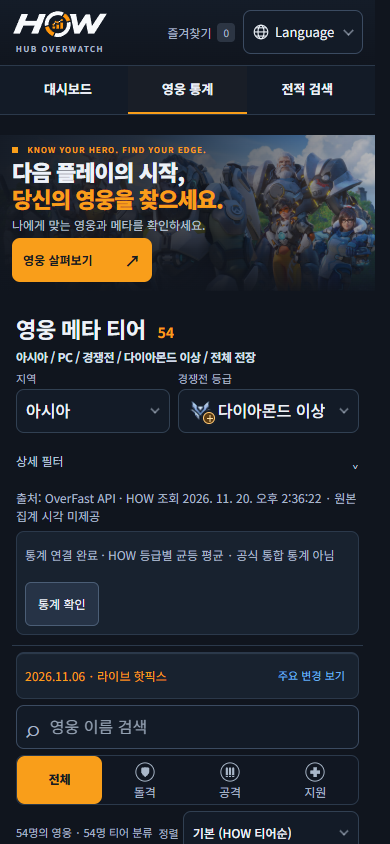 HOW
HUB OVERWATCH
즐겨찾기 0
Language
대시보드 영웅 통계 전적 검색
KNOW YOUR HERO. FIND YOUR EDGE.
다음 플레이의 시작,
당신의 영웅을 찾으세요.
나에게 맞는 영웅과 메타를 확인하세요.
영웅 살펴보기 ↗
영웅 메타 티어 54
아시아 / PC / 경쟁전 / 다이아몬드 이상 / 전체 전장
지역 경쟁전 등급
아시아 다이아몬드 이상
상세 필터
출처: OverFast API · HOW 조회 2026. 11. 20. 오후 2:36:22 · 원본
집계 시각 미제공
통계 연결 완료 · HOW 등급별 균등 평균 · 공식 통합 통계 아님
통계 확인
2026.11.06 · 라이브 핫픽스 주요 변경 보기
영웅 이름 검색
전체 돌격 공격 지원
54명의 영웅 · 54명 티어 분류 정렬 기본 (HOW 티어순)